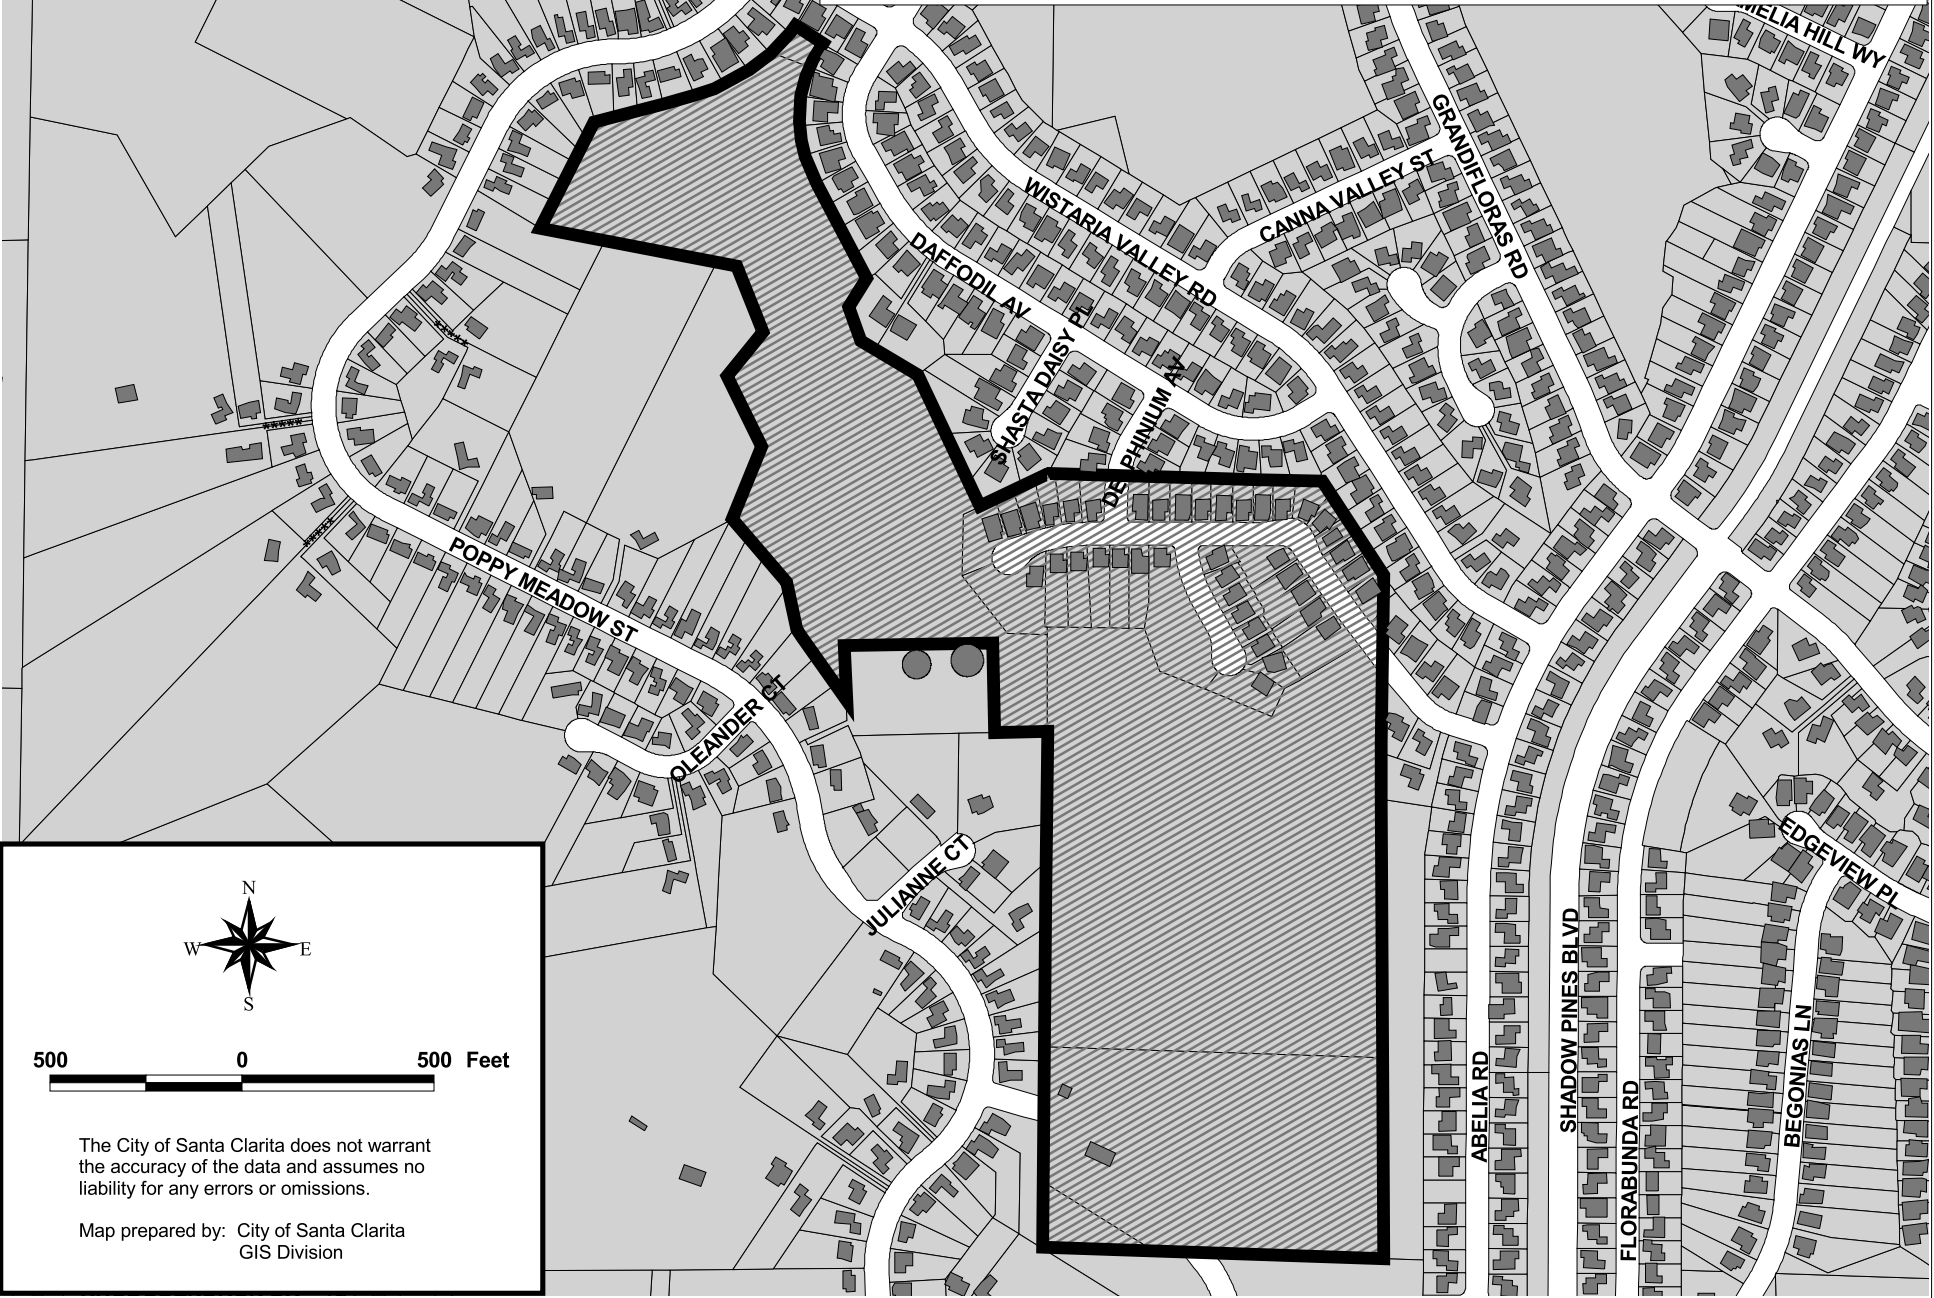 AMELIA HILL WY
GRANDIFLORAS RD
CANNA VALLEY ST
WISTARIA VALLEY RD
DAFFODIL AV
SHASTA DAISY PL
DELPHINIUM AV
POPPY MEADOW ST
OLEANDER CT
JULIANNE CT
EDGEVIEW PL
ABELIA RD
SHADOW PINES BLVD
FLORABUNDA RD
BEGONIAS LN
N
W E
S
500 0 500 Feet
The City of Santa Clarita does not warrant
the accuracy of the data and assumes no
liability for any errors or omissions.
Map prepared by: City of Santa Clarita
GIS Division